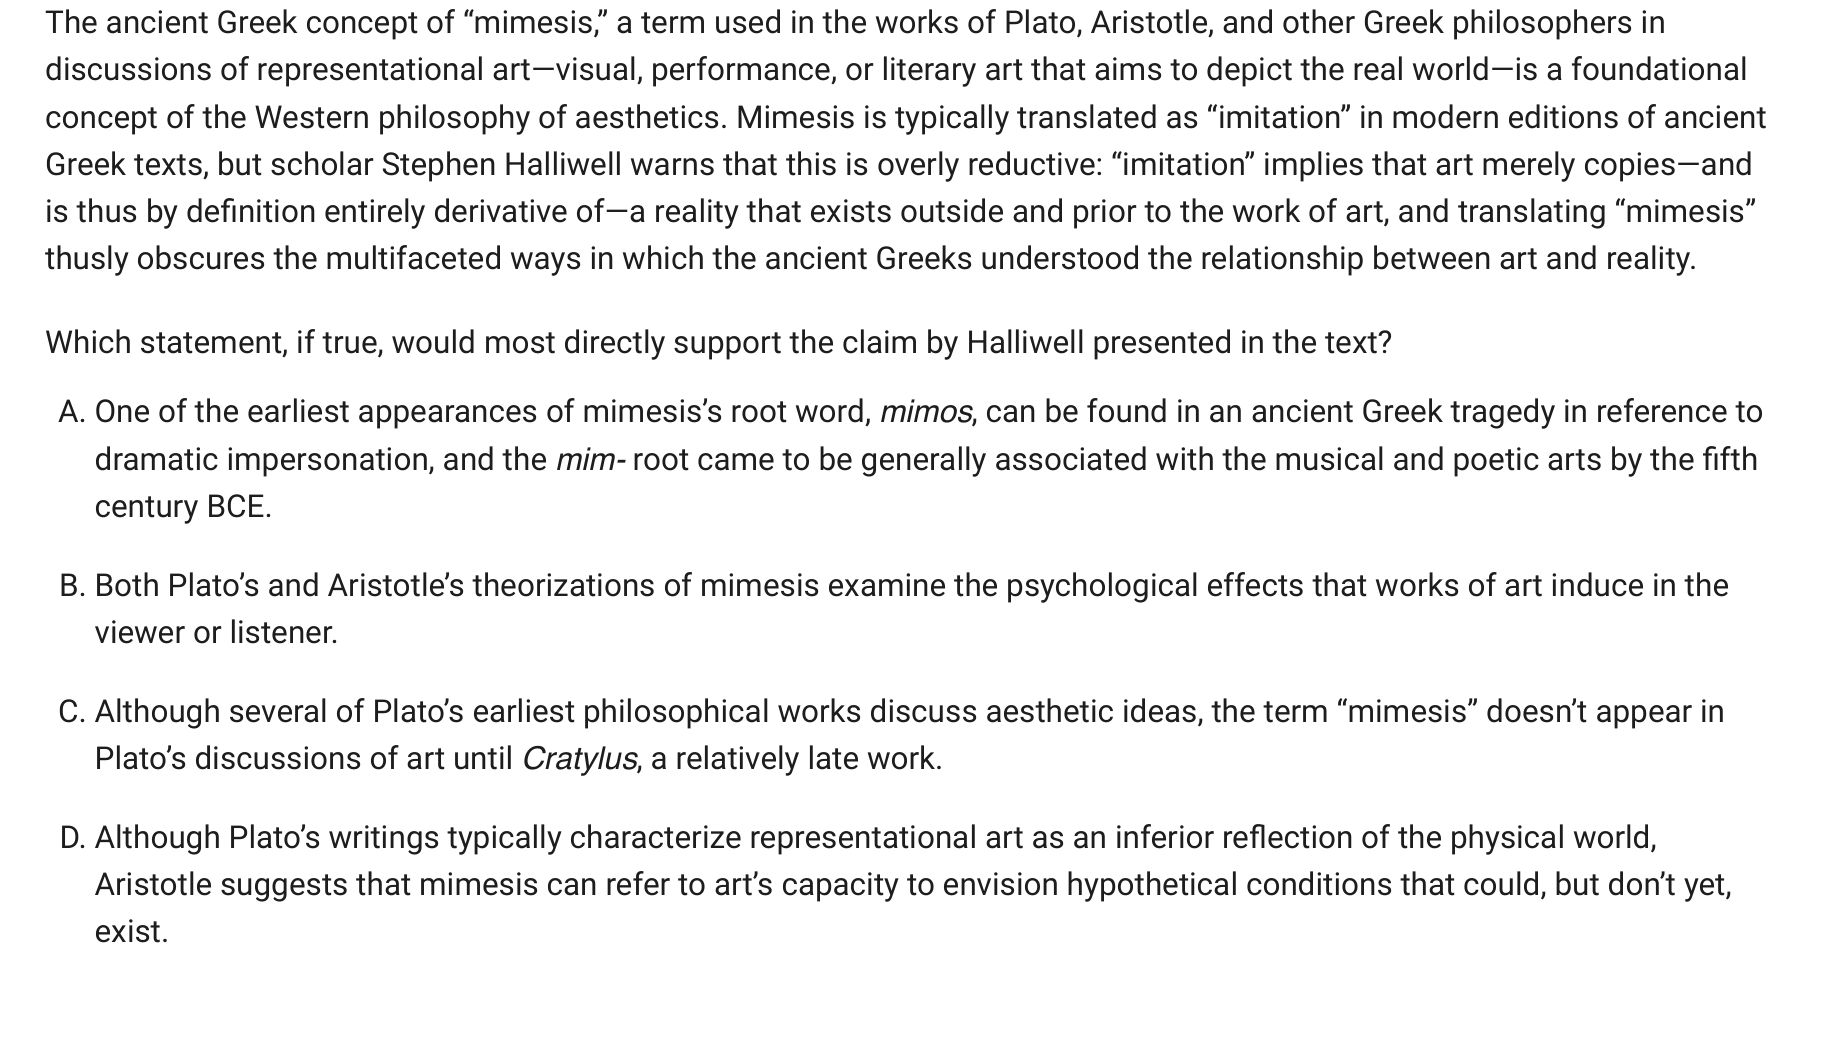 The ancient Greek concept of “mimesis,” a term used in the works of Plato, Aristotle, and other Greek philosophers in
discussions of representational art—visual, performance, or literary art that aims to depict the real world—is a foundational
concept of the Western philosophy of aesthetics. Mimesis is typically translated as “imitation” in modern editions of ancient
Greek texts, but scholar Stephen Halliwell warns that this is overly reductive: “imitation” implies that art merely copies—and
is thus by definition entirely derivative of—a reality that exists outside and prior to the work of art, and translating “mimesis”
thusly obscures the multifaceted ways in which the ancient Greeks understood the relationship between art and reality.
Which statement, if true, would most directly support the claim by Halliwell presented in the text?
A. One of the earliest appearances of mimesis’s root word, mimos, can be found in an ancient Greek tragedy in reference to
dramatic impersonation, and the mim- root came to be generally associated with the musical and poetic arts by the fifth
century BCE.
B. Both Plato’s and Aristotle’s theorizations of mimesis examine the psychological effects that works of art induce in the
viewer or listener.
C. Although several of Plato’s earliest philosophical works discuss aesthetic ideas, the term “mimesis” doesn’t appear in
Plato’s discussions of art until Cratylus, a relatively late work.
D. Although Plato’s writings typically characterize representational art as an inferior reflection of the physical world,
Aristotle suggests that mimesis can refer to art’s capacity to envision hypothetical conditions that could, but don’t yet,
exist.